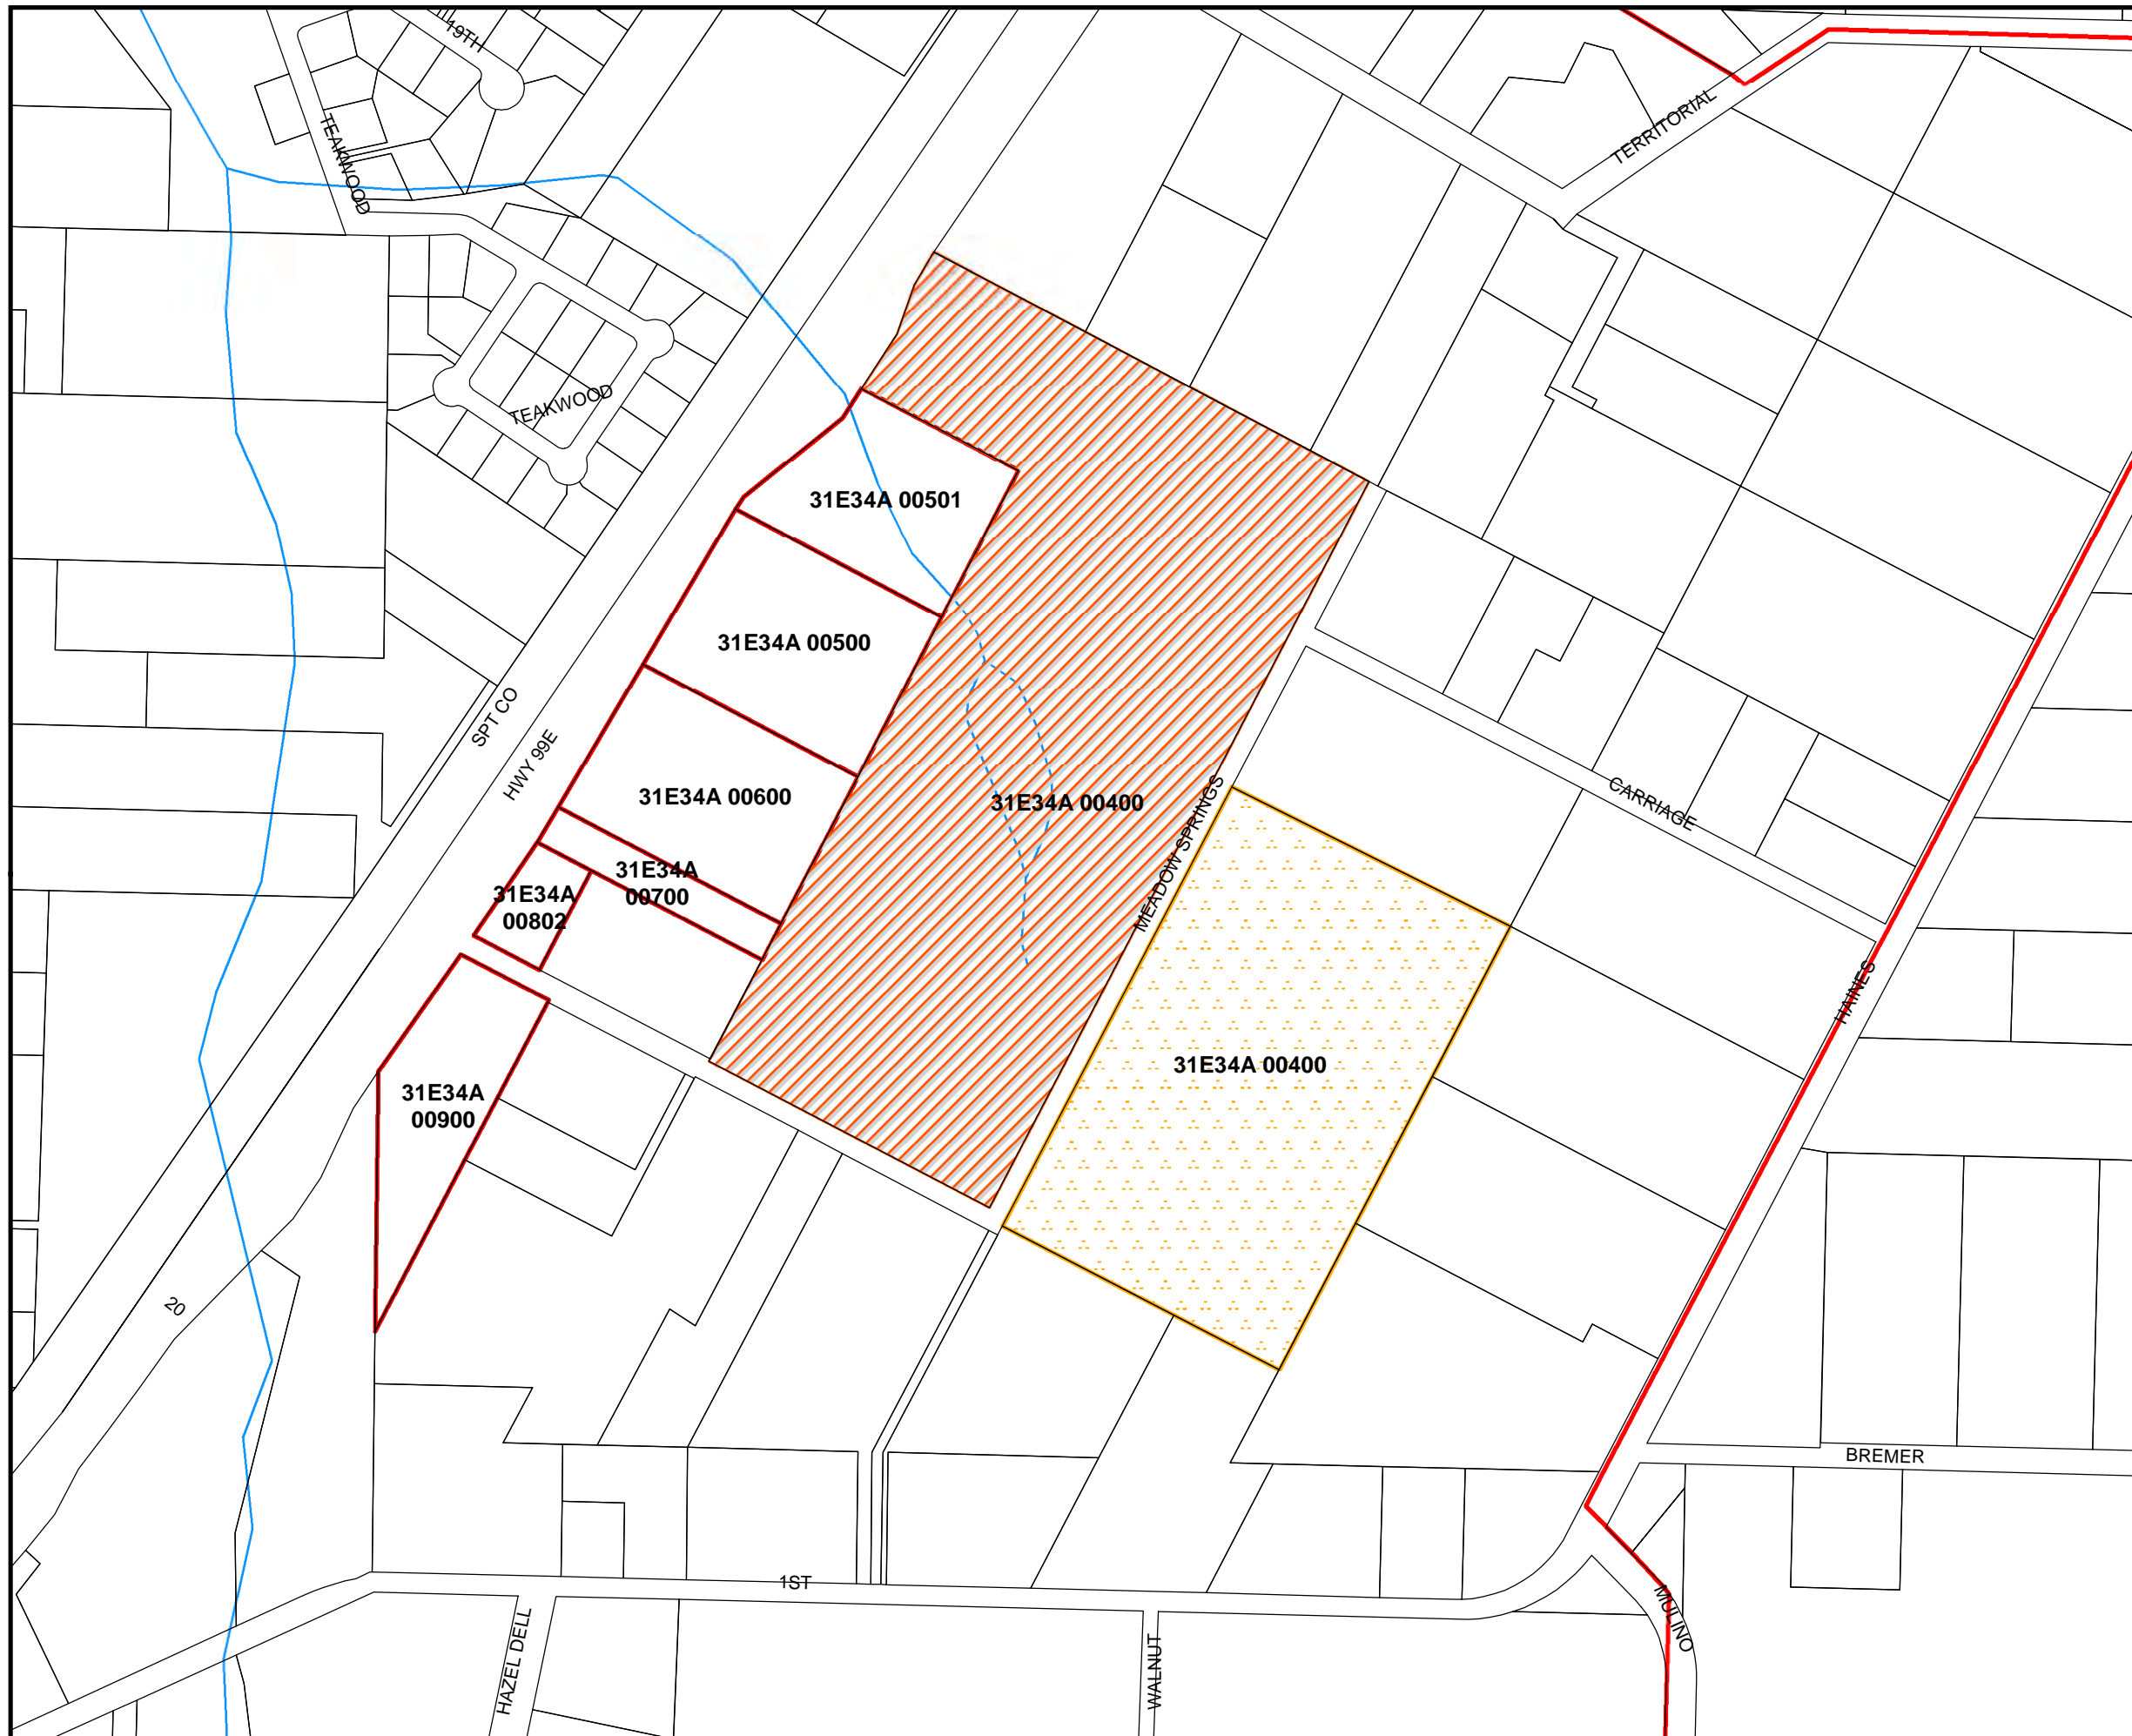 19TH
TERRITORIAL
TEAKWOOD
TEAKWOOD
31E34A 00501
31E34A 00500
SPT CO
HWY 99E
31E34A 00600
31E34A 00400
MEADOW SPRINGS
CARRIAGE
31E34A
00700
31E34A
00802
HAINES
31E34A 00400
31E34A
00900
20
BREMER
1ST
MULINO
HAZEL DELL
WALNUT